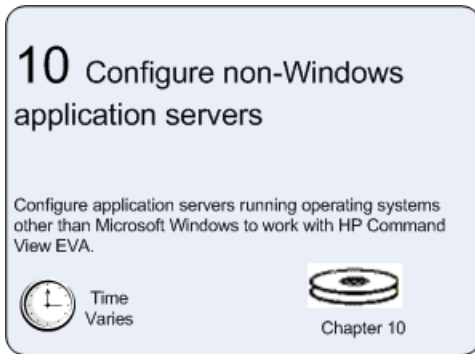 10 Configure non-Windows
application servers
Configure application servers running operating systems
other than Microsoft Windows to work with HP Command
View EVA.
Time
Varies
Chapter 10